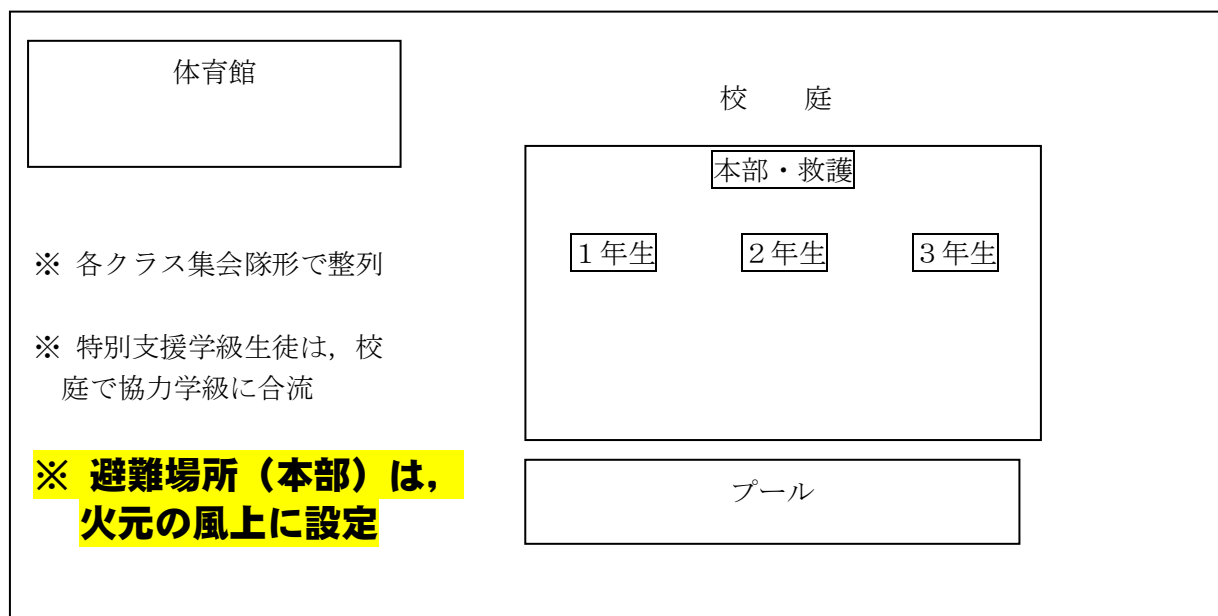 体育館
校　　庭
本部・救護
１年生　２年生　３年生
※ 各クラス集会隊形で整列
※ 特別支援学級生徒は，校
庭で協力学級に合流
※ 避難場所（本部）は，
火元の風上に設定
プール